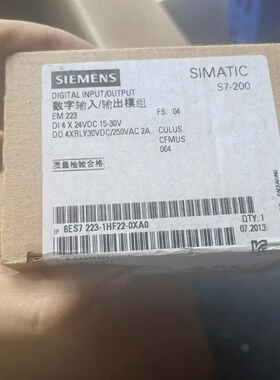 SIEMENS
SIMATIC
S7-200
DIGITAL INPUT/OUTPUT
数字输入/输出模组
EM 223
FS: 04
DI 4 X 24VDC 15-30V
DO 4XRLY30VDC/250VAC 2A
CULUS
CFMUS
064
质量检验合格
QTY: 1
1P 6ES7 223-1HF22-0XA0
07.2013
PACKAGING